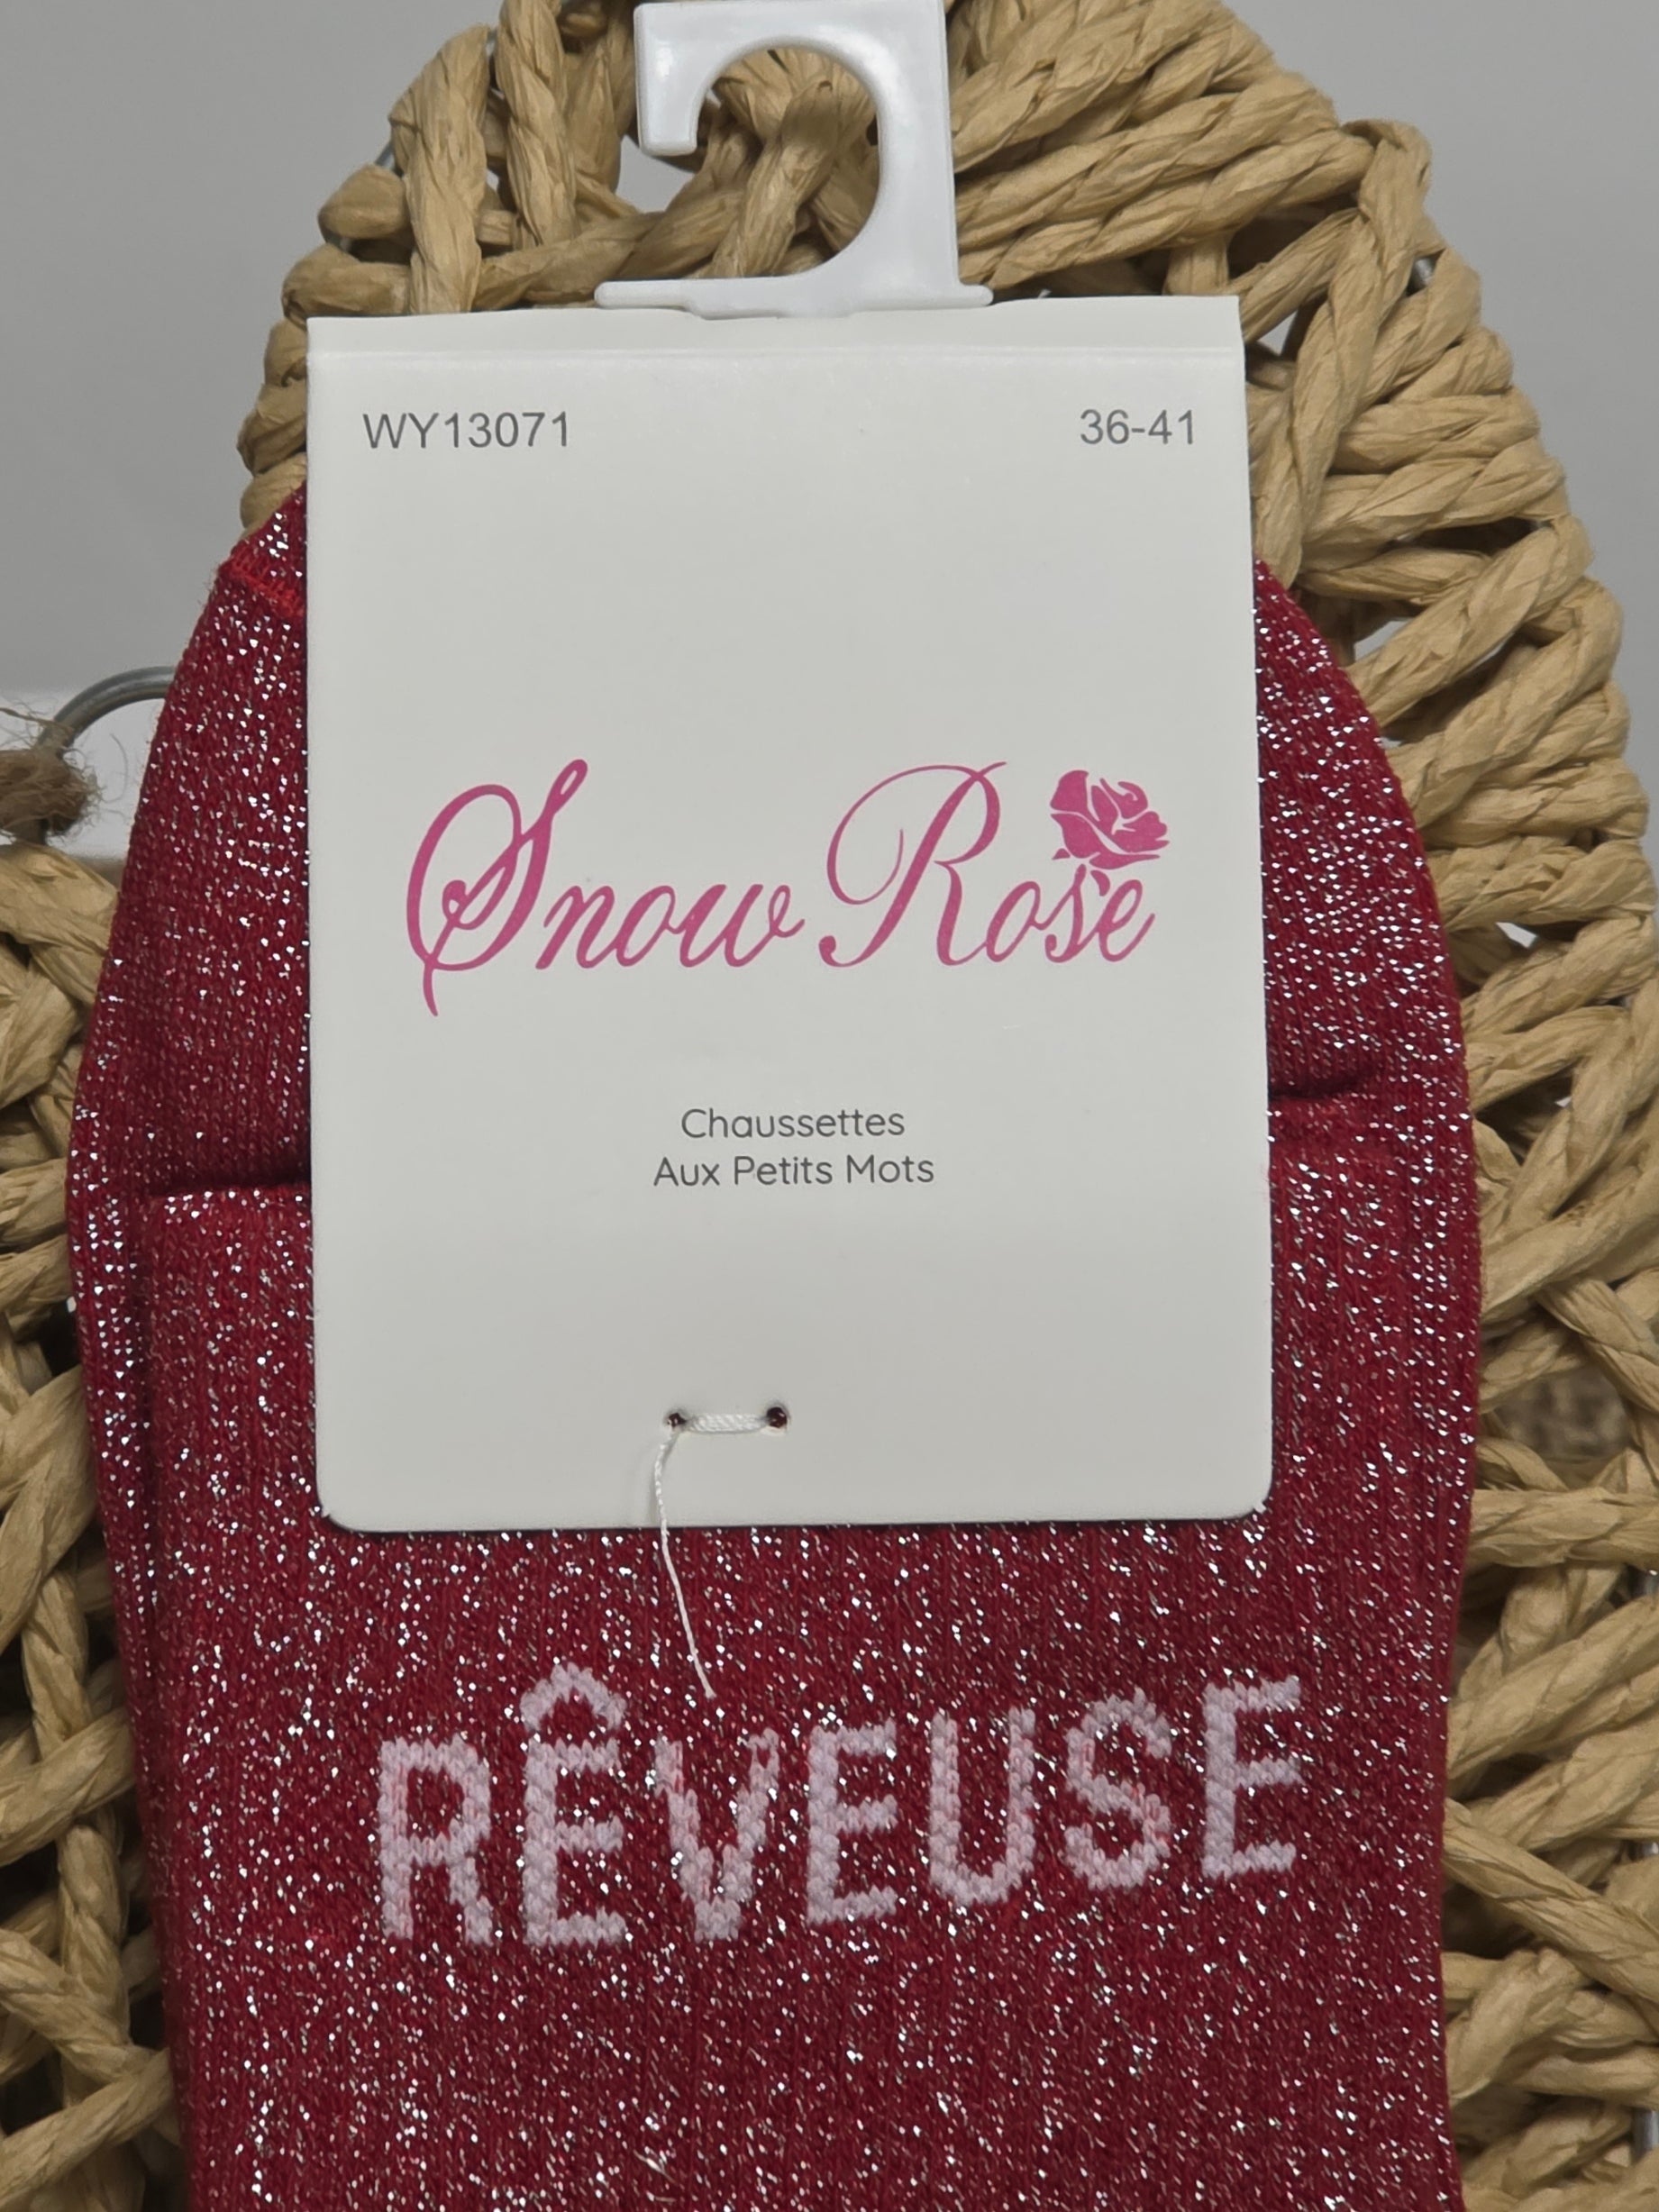 WY13071 36-41
Snow Rose
Chaussettes
Aux Petits Mots
RÊVEUSE